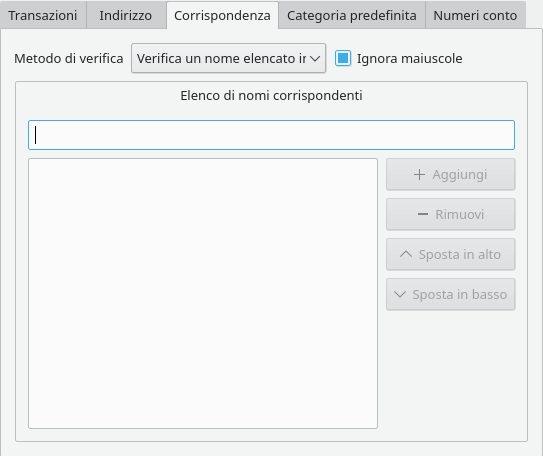 Transazioni Indirizzo Corrispondenza Categoria predefinita Numeri conto
Metodo di verifica Verifica un nome elencato in Ignora maiuscole
Elenco di nomi corrispondenti
Aggiungi
Rimuovi
Sposta in alto
Sposta in basso